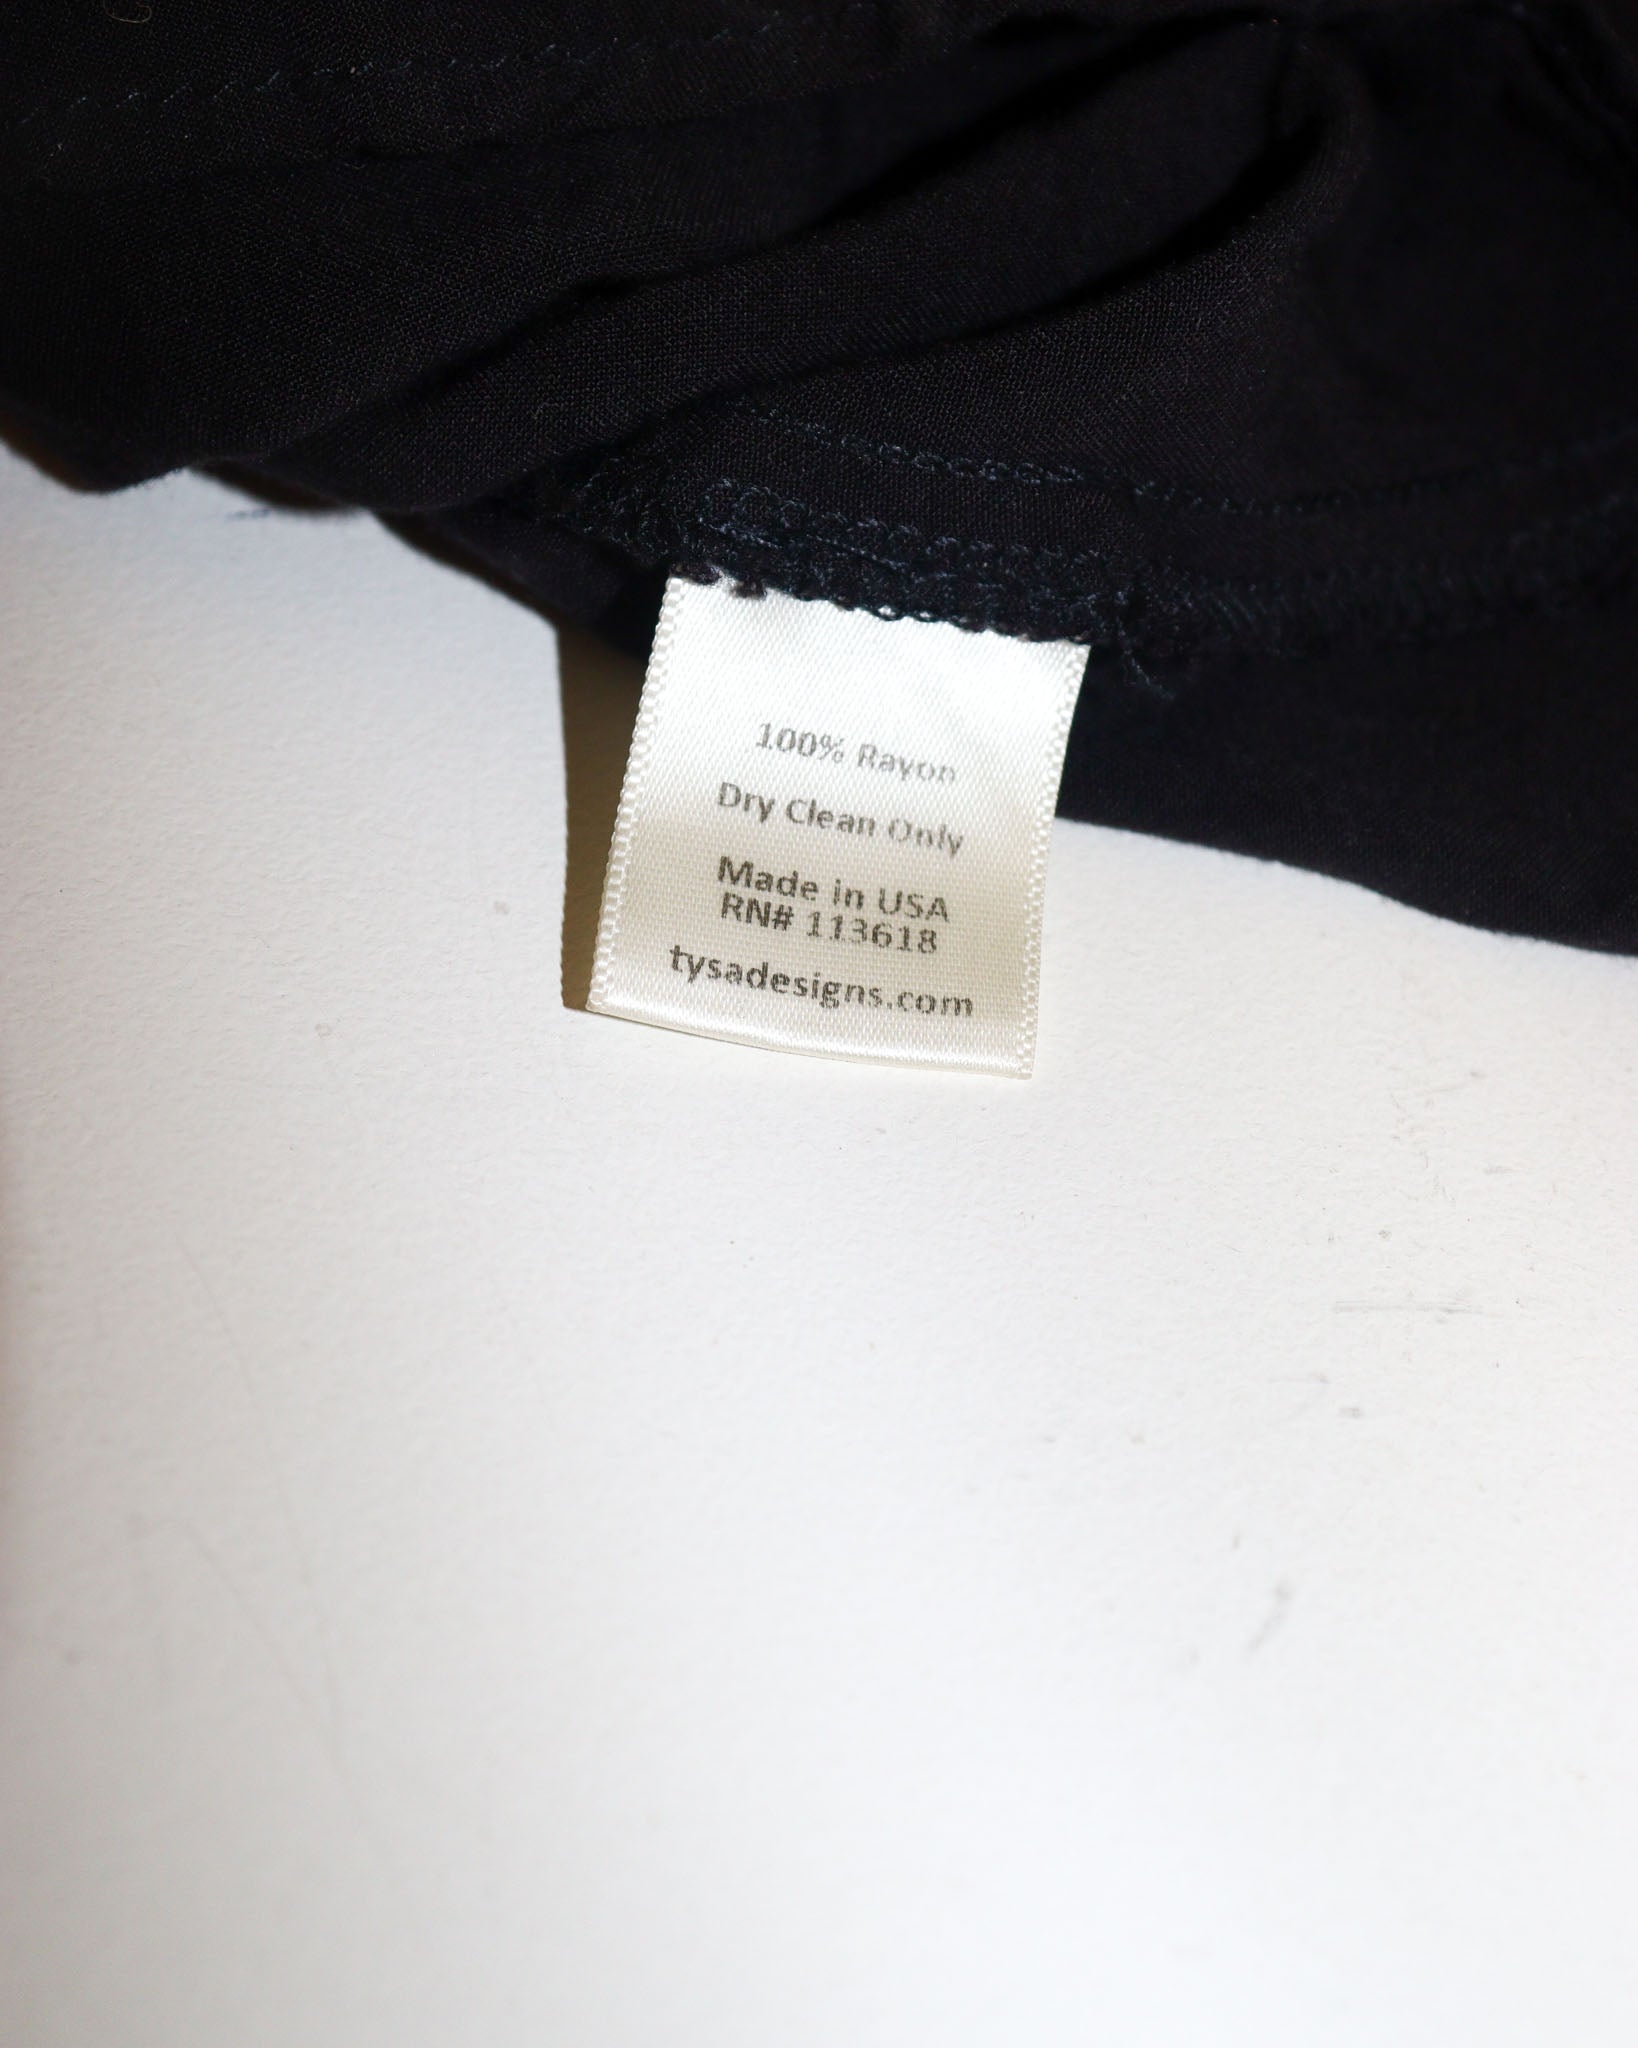 100% Rayon
Dry Clean Only
Made in USA
RN# 113618
tysadesigns.com